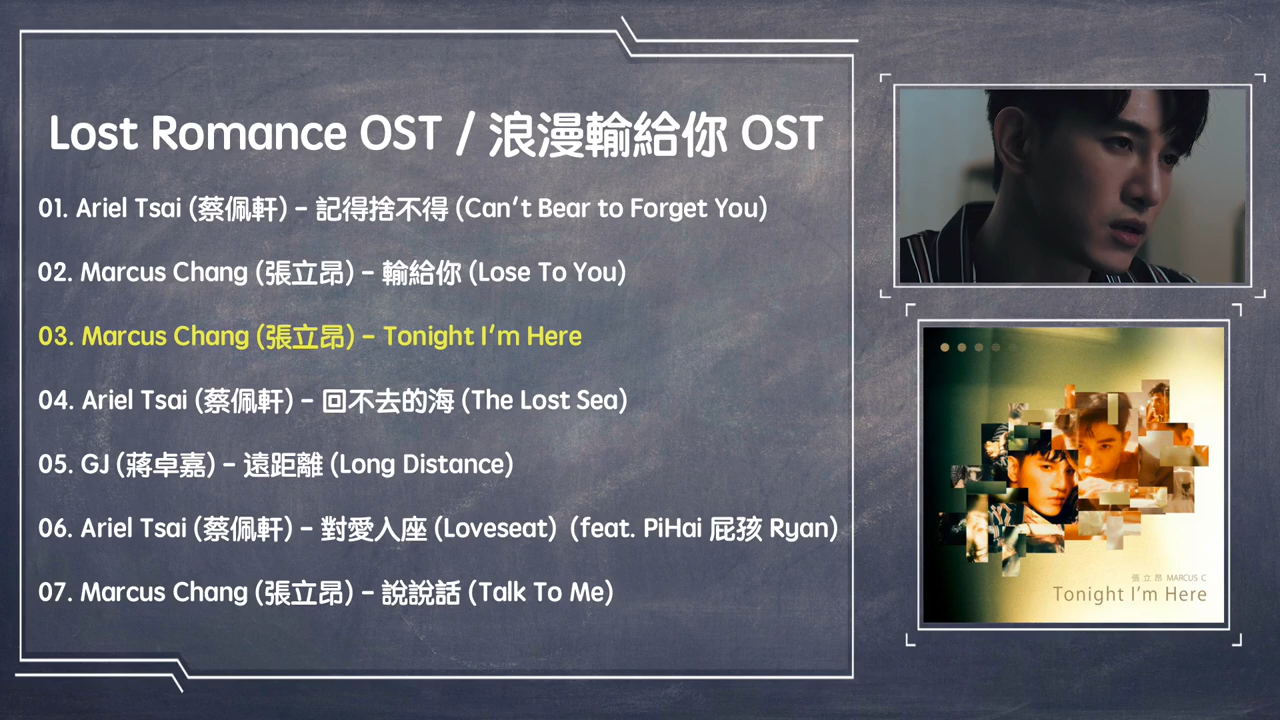 Lost Romance OST / 浪漫輸給你 OST
01. Ariel Tsai (蔡佩軒) - 記得捨不得 (Can't Bear to Forget You)
02. Marcus Chang (張立昂) - 輸給你 (Lose To You)
03. Marcus Chang (張立昂) - Tonight I'm Here
04. Ariel Tsai (蔡佩軒) - 回不去的海 (The Lost Sea)
05. GJ (蔣卓嘉) - 遠距離 (Long Distance)
06. Ariel Tsai (蔡佩軒) - 對愛入座 (Loveseat) (feat. PiHai 屁孩 Ryan)
07. Marcus Chang (張立昂) - 說說話 (Talk To Me)
張立昂 MARCUS C
Tonight I'm Here